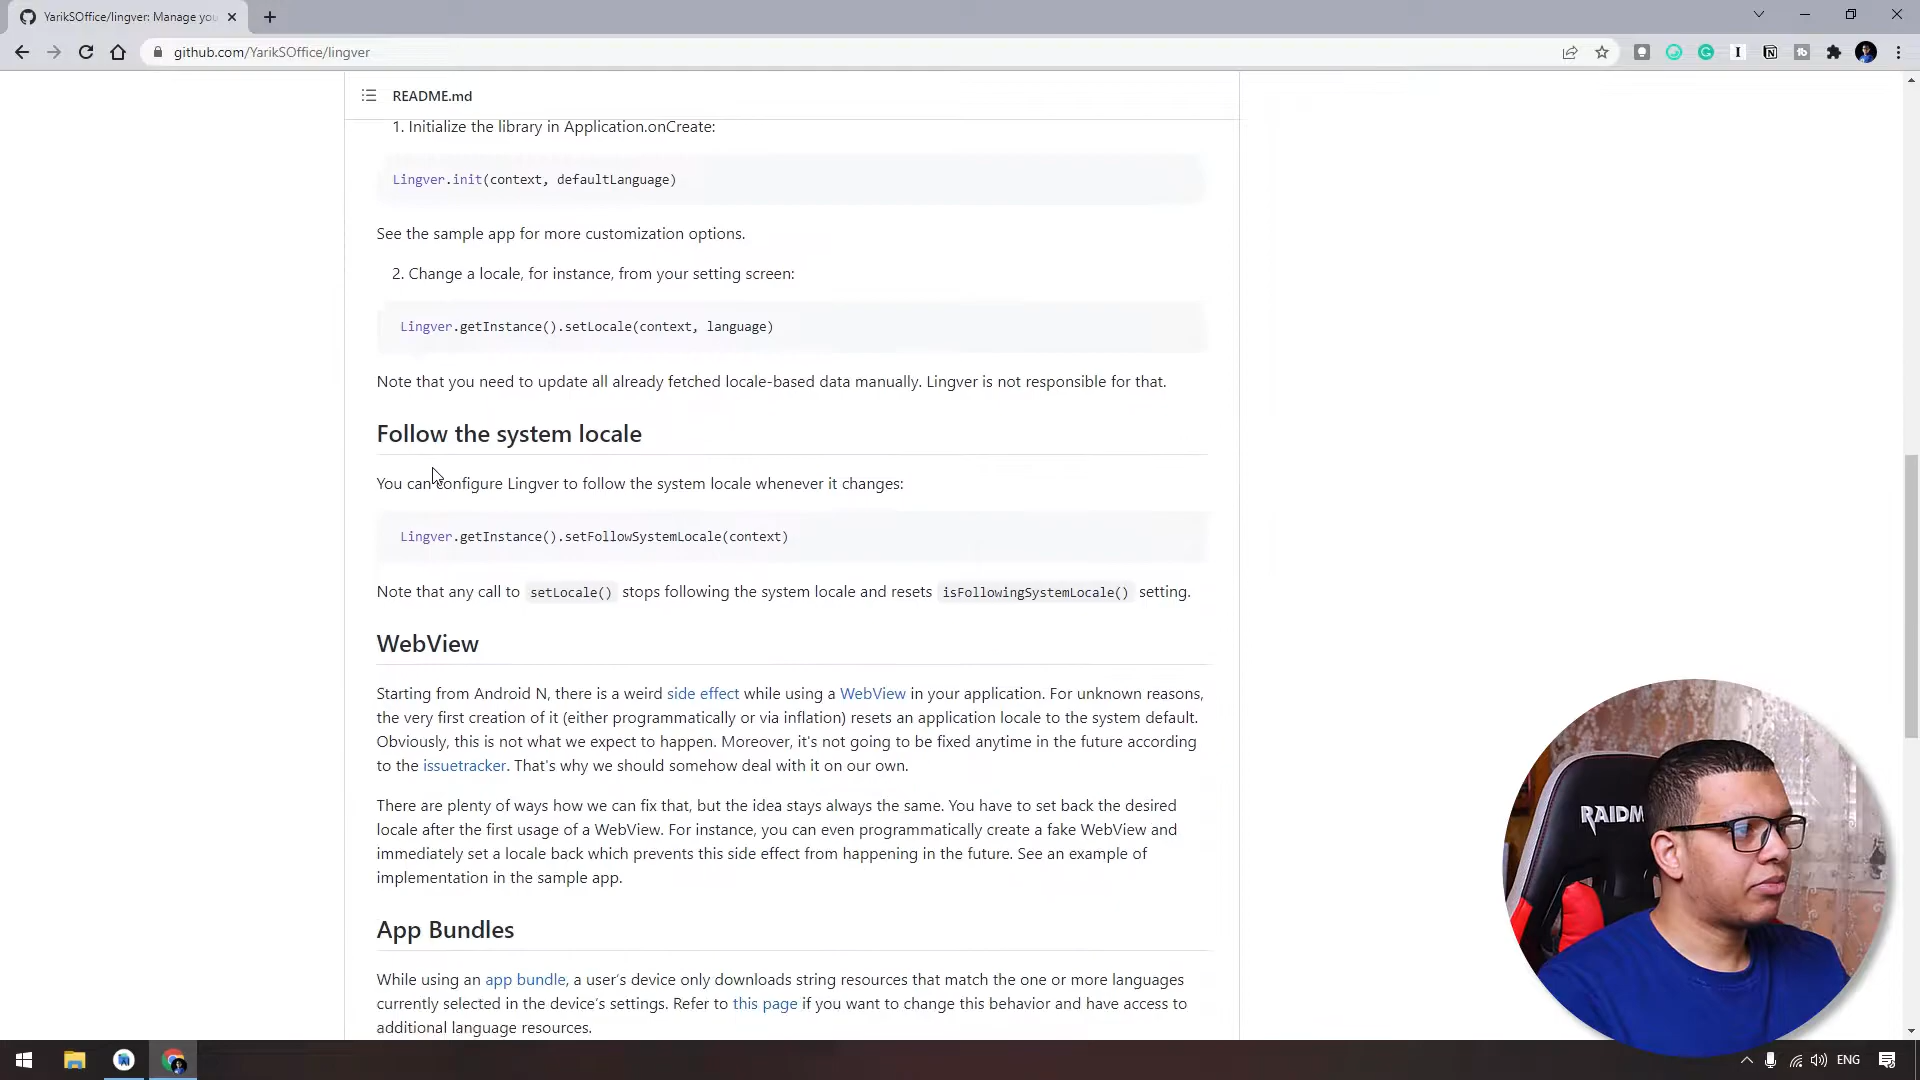 YarikSOffice/lingver: Manage you
github.com/YarikSOffice/lingver
README.md
1. Initialize the library in Application.onCreate:
Lingver.init(context, defaultLanguage)
See the sample app for more customization options.
2. Change a locale, for instance, from your setting screen:
Lingver.getInstance().setLocale(context, language)
Note that you need to update all already fetched locale-based data manually. Lingver is not responsible for that.
Follow the system locale
You can configure Lingver to follow the system locale whenever it changes:
Lingver.getInstance().setFollowSystemLocale(context)
Note that any call to setLocale() stops following the system locale and resets isFollowingSystemLocale() setting.
WebView
Starting from Android N, there is a weird side effect while using a WebView in your application. For unknown reasons,
the very first creation of it (either programmatically or via inflation) resets an application locale to the system default.
Obviously, this is not what we expect to happen. Moreover, it's not going to be fixed anytime in the future according
to the issuetracker. That's why we should somehow deal with it on our own.
There are plenty of ways how we can fix that, but the idea stays always the same. You have to set back the desired
locale after the first usage of a WebView. For instance, you can even programmatically create a fake WebView and
immediately set a locale back which prevents this side effect from happening in the future. See an example of
implementation in the sample app.
RAIDM
App Bundles
While using an app bundle, a user's device only downloads string resources that match the one or more languages
currently selected in the device's settings. Refer to this page if you want to change this behavior and have access to
additional language resources.
ENG